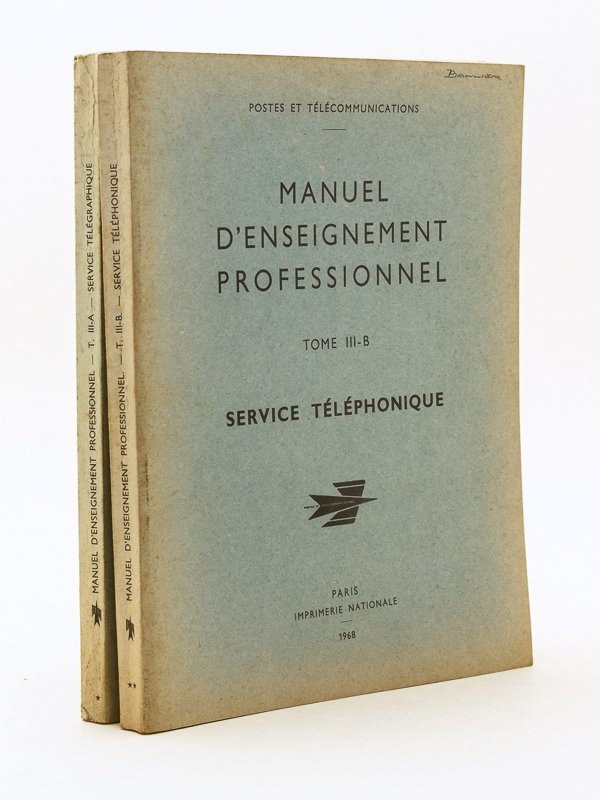 POSTES ET TÉLÉCOMMUNICATIONS
MANUEL
D'ENSEIGNEMENT
PROFESSIONNEL
TOME III-B
SERVICE TÉLÉPHONIQUE
PARIS
IMPRIMERIE NATIONALE
1968
MANUEL D'ENSEIGNEMENT PROFESSIONNEL. — T. III-B. — SERVICE TÉLÉPHONIQUE
**
MANUEL D'ENSEIGNEMENT PROFESSIONNEL — T. III-A — SERVICE TÉLÉGRAPHIQUE
*